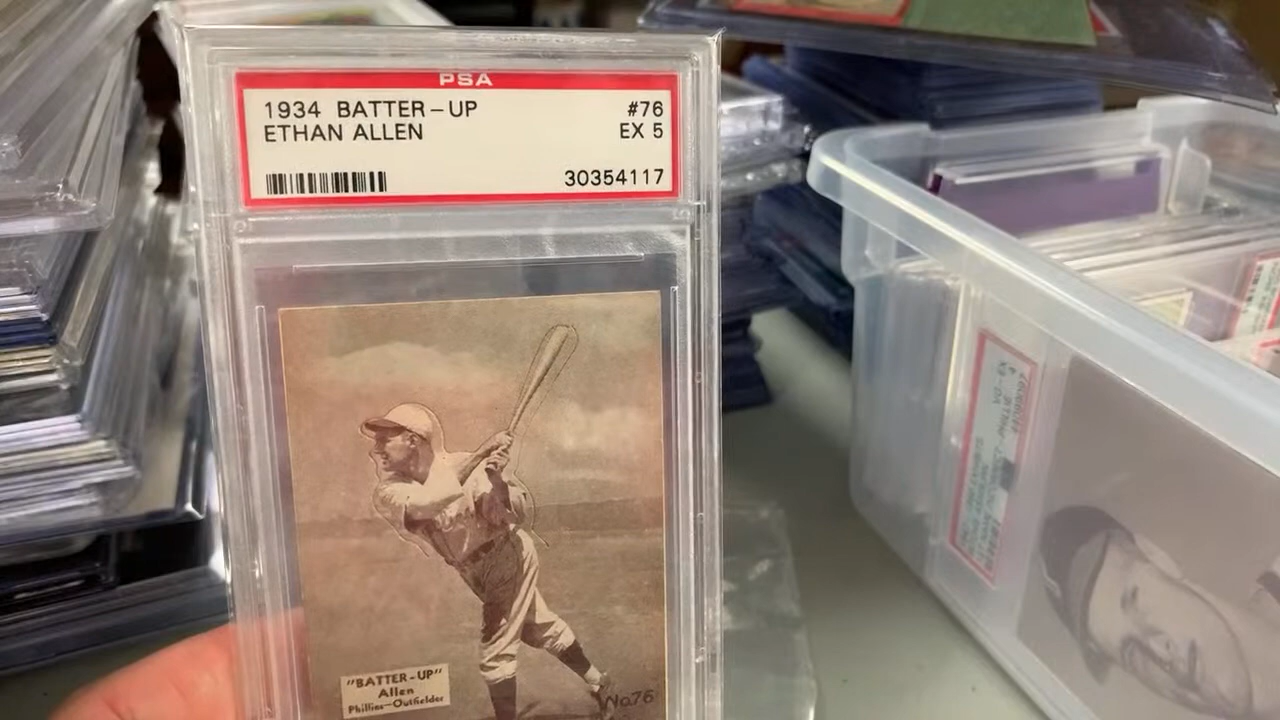 PSA
1934 BATTER-UP #76
ETHAN ALLEN EX 5
30354117
"BATTER-UP"
Allen
Phillies-Outfielder
No 76